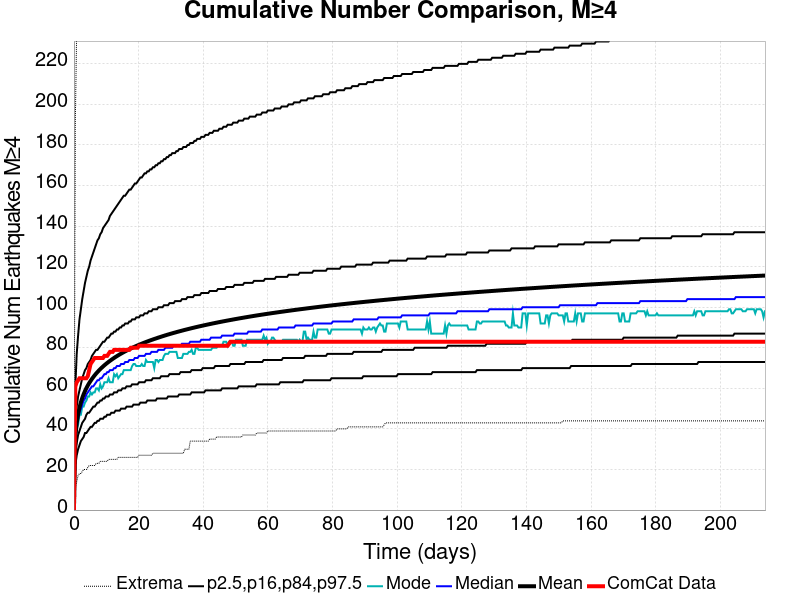 Cumulative Number Comparison, M≥4
Cumulative Num Earthquakes M≥4
220
200
180
160
140
120
100
80
60
40
20
0
0 20 40 60 80 100 120 140 160 180 200
Time (days)
Extrema p2.5,p16,p84,p97.5 Mode Median Mean ComCat Data